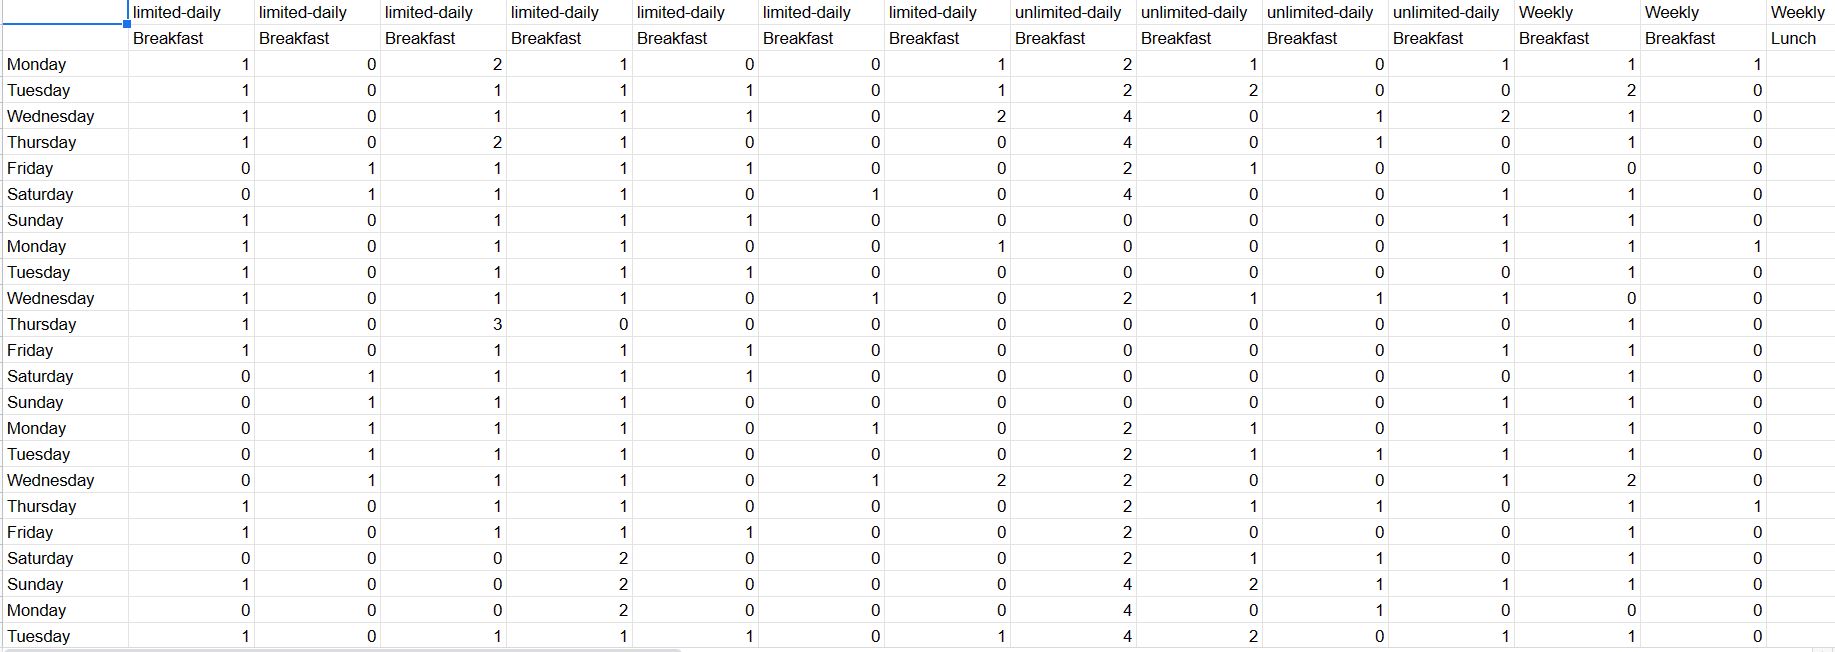 limited-daily limited-daily limited-daily limited-daily limited-daily limited-daily limited-daily unlimited-daily unlimited-daily unlimited-daily unlimited-daily Weekly Weekly Weekly
Breakfast Breakfast Breakfast Breakfast Breakfast Breakfast Breakfast Breakfast Breakfast Breakfast Breakfast Breakfast Breakfast Lunch
Monday 1 0 2 1 0 0 1 2 1 0 1 1 1
Tuesday 1 0 1 1 1 0 1 2 2 0 0 2 0
Wednesday 1 0 1 1 1 0 2 4 0 1 2 1 0
Thursday 1 0 2 1 0 0 0 4 0 1 0 1 0
Friday 0 1 1 1 1 0 0 2 1 0 0 0 0
Saturday 0 1 1 1 0 1 0 4 0 0 1 1 0
Sunday 1 0 1 1 1 0 0 0 0 0 1 1 0
Monday 1 0 1 1 0 0 1 0 0 0 1 1 1
Tuesday 1 0 1 1 1 0 0 0 0 0 0 1 0
Wednesday 1 0 1 1 0 1 0 2 1 1 1 0 0
Thursday 1 0 3 0 0 0 0 0 0 0 0 1 0
Friday 1 0 1 1 1 0 0 0 0 0 1 1 0
Saturday 0 1 1 1 1 0 0 0 0 0 0 1 0
Sunday 0 1 1 1 0 0 0 0 0 0 1 1 0
Monday 0 1 1 1 0 1 0 2 1 0 1 1 0
Tuesday 0 1 1 1 0 0 0 2 1 1 1 1 0
Wednesday 0 1 1 1 0 1 2 2 0 0 1 2 0
Thursday 1 0 1 1 0 0 0 2 1 1 0 1 1
Friday 1 0 1 1 1 0 0 2 0 0 0 1 0
Saturday 0 0 0 2 0 0 0 2 1 1 0 1 0
Sunday 1 0 0 2 0 0 0 4 2 1 1 1 0
Monday 0 0 0 2 0 0 0 4 0 1 0 0 0
Tuesday 1 0 1 1 1 0 1 4 2 0 1 1 0